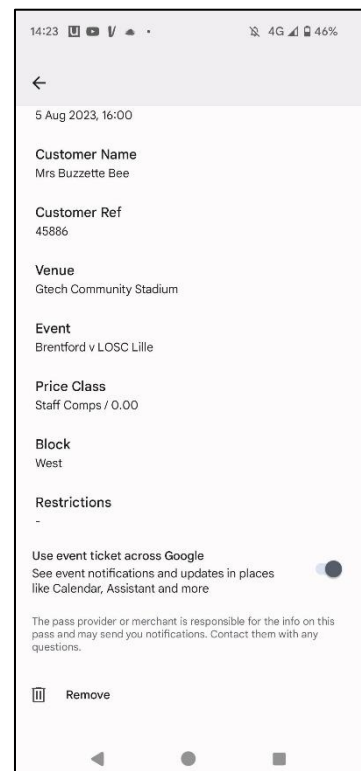 14:23 4G 46%
5 Aug 2023, 16:00
Customer Name
Mrs Buzzette Bee
Customer Ref
45886
Venue
Gtech Community Stadium
Event
Brentford v LOSC Lille
Price Class
Staff Comps / 0.00
Block
West
Restrictions
-
Use event ticket across Google
See event notifications and updates in places
like Calendar, Assistant and more
The pass provider or merchant is responsible for the info on this
pass and may send you notifications. Contact them with any
questions.
Remove